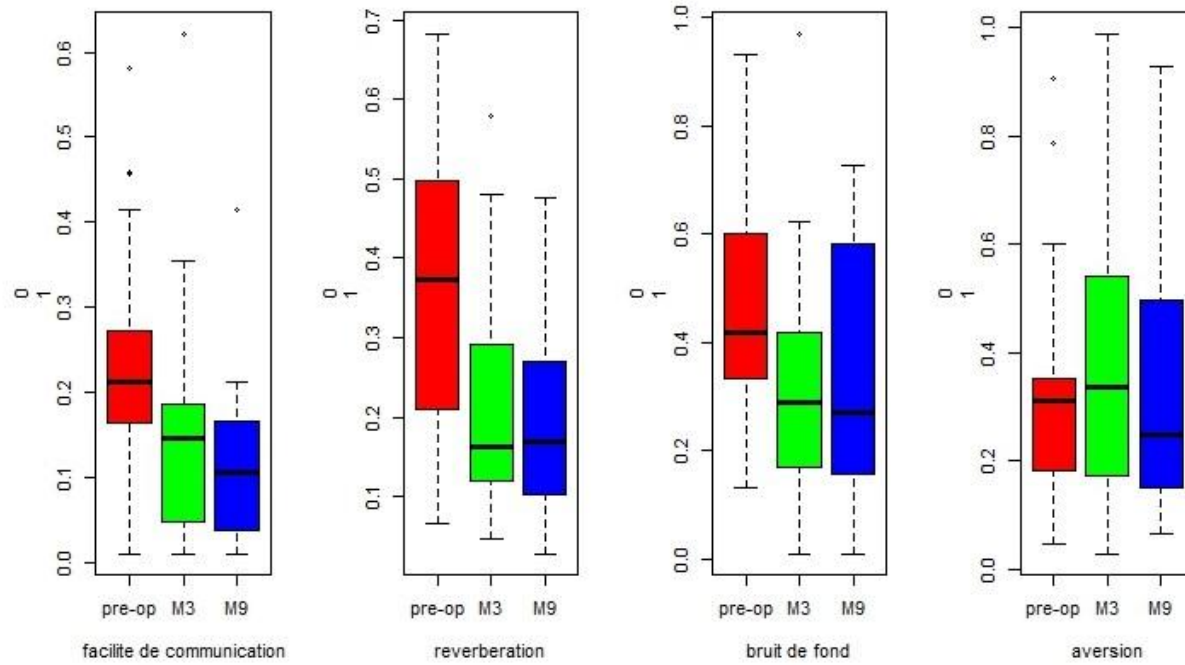 0.0 0.1 0.2 0.3 0.4 0.5 0.6
0
1
pre-op M3 M9
facilite de communication
0.1 0.2 0.3 0.4 0.5 0.6 0.7
0
1
pre-op M3 M9
reverberation
0.0 0.2 0.4 0.6 0.8 1.0
0
1
pre-op M3 M9
bruit de fond
0.0 0.2 0.4 0.6 0.8 1.0
0
1
pre-op M3 M9
aversion